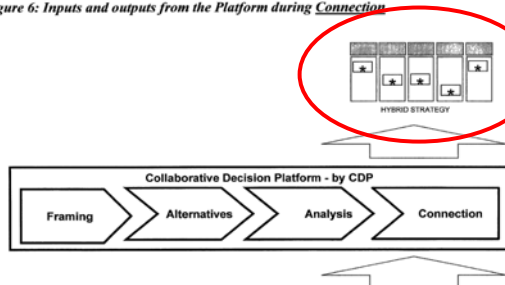 gure 6: Inputs and outputs from the Platform during Connection
* * * * *
HYBRID STRATEGY
Collaborative Decision Platform - by CDP
Framing Alternatives Analysis Connection